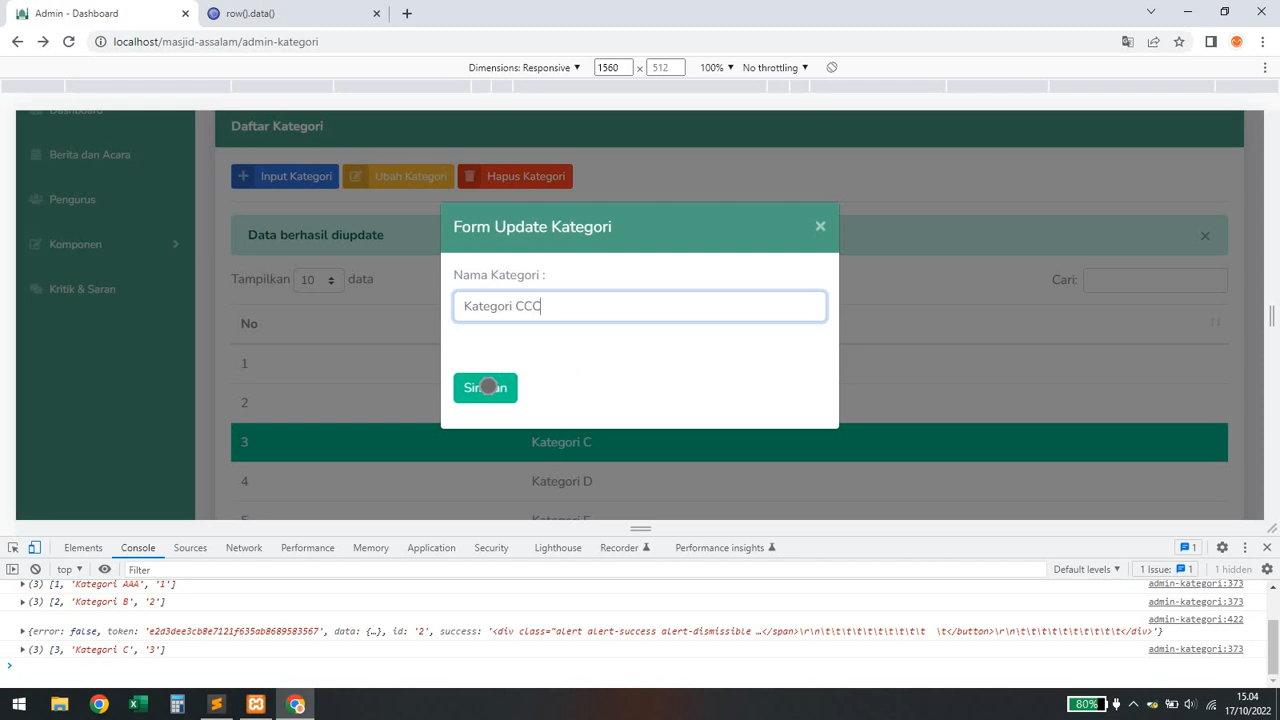 Admin - Dashboard
row().data()
localhost/masjid-assalam/admin-kategori
Dimensions: Responsive 1560 × 512 100% No throttling
Dashboard
Berita dan Acara
Pengurus
Komponen
Kritik & Saran
Daftar Kategori
Input Kategori Ubah Kategori Hapus Kategori
Data berhasil diupdate ×
Tampilkan 10 data Cari:
No
1
2
3 Kategori C
4 Kategori D
5 Kategori E
Form Update Kategori ×
Nama Kategori :
Kategori CCC
Simpan
Elements Console Sources Network Performance Memory Application Security Lighthouse Recorder Performance insights 1
top Filter Default levels 1 Issue: 1 1 hidden
(3) [1, 'Kategori AAA', '1'] admin-kategori:373
(3) [2, 'Kategori B', '2'] admin-kategori:373
admin-kategori:422
{error: false, token: 'e2d3dee3cb8e7121f635ab8689583567', data: {…}, id: '2', success: '<div class="alert alert-success alert-dismissible …</span>\r\n\t\t\t\t\t\t\t\t\t \t</button>\r\n\t\t\t\t\t\t\t\t\t</div>'}
(3) [3, 'Kategori C', '3'] admin-kategori:373
80%
15.04
17/10/2022